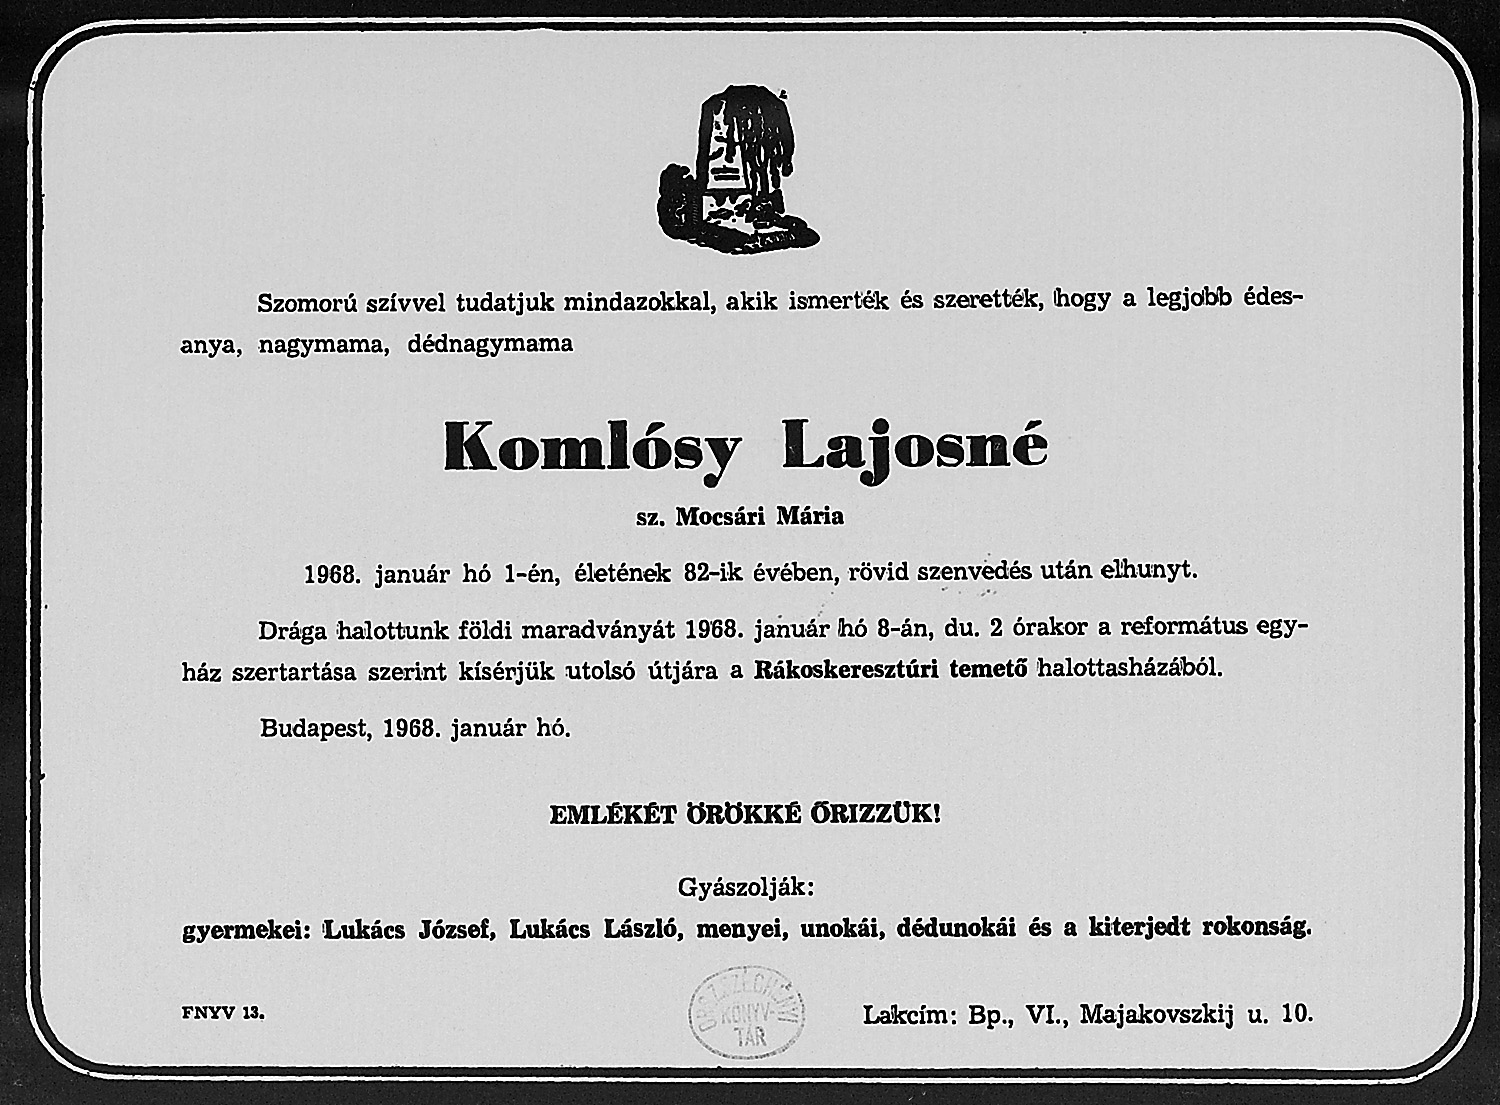 Szomorú szívvel tudatjuk mindazokkal, akik ismerték és szerették, hogy a legjobb édes-
anya, nagymama, dédnagymama
Komlósy Lajosné
sz. Mocsári Mária
1968. január hó 1-én, életének 82-ik évében, rövid szenvedés után elhunyt.
Drága halottunk földi maradványát 1968. január hó 8-án, du. 2 órakor a református egy-
ház szertartása szerint kísérjük utolsó útjára a Rákoskeresztúri temető halottasházából.
Budapest, 1968. január hó.
EMLÉKÉT ÖRÖKKÉ ŐRIZZÜK!
Gyászolják:
gyermekei: Lukács József, Lukács László, menyei, unokái, dédunokái és a kiterjedt rokonság.
ORSZ. SZÉCHÉNYI
KÖNYV-
TÁR
FNYV 13.
Lakcím: Bp., VI., Majakovszkij u. 10.